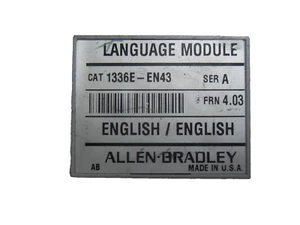 LANGUAGE MODULE
CAT 1336E-EN43 SER A
FRN 4.03
ENGLISH / ENGLISH
ALLEN-BRADLEY
AB MADE IN U.S.A.